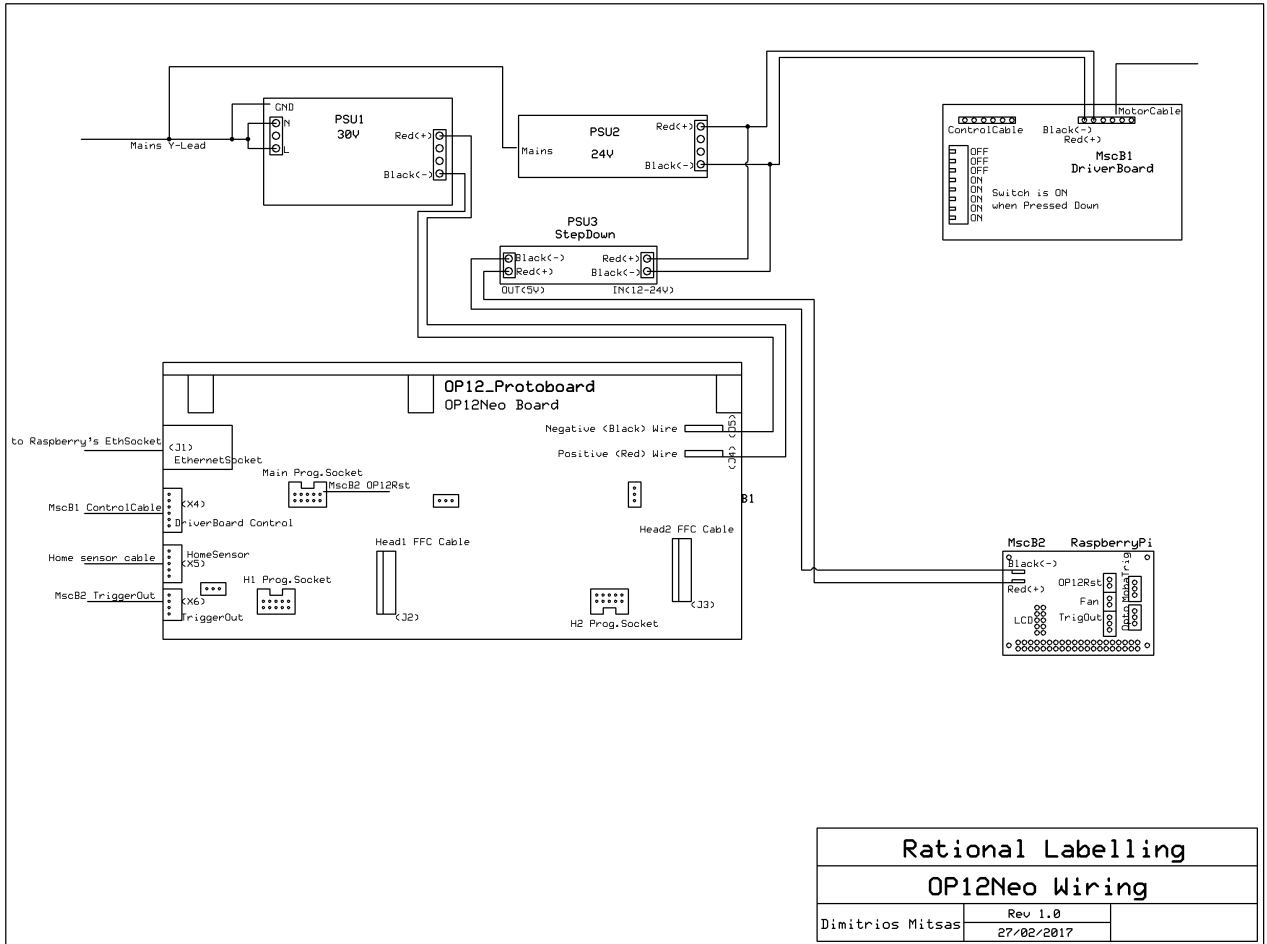 GND
N
L
PSU1
30V
Red(+)
Black(-)
Mains Y-Lead
Mains
PSU2
24V
Red(+)
Black(-)
MotorCable
ControlCable
Black(-)
Red(+)
MscB1
DriverBoard
OFF
OFF
OFF
ON
ON
ON
ON
ON
Switch is ON
when Pressed Down
PSU3
StepDown
Black(-)
Red(+)
Red(+)
Black(-)
OUT(5V)
IN(12-24V)
OP12_Protoboard
OP12Neo Board
Negative (Black) Wire
(J5)
Positive (Red) Wire
(J4)
to Raspberry's EthSocket
(J1)
EthernetSocket
Main Prog.Socket
MscB2 OP12Rst
B1
MscB1 ControlCable
(X4)
DriverBoard Control
Home sensor cable
HomeSensor
(X5)
MscB2 TriggerOut
(X6)
TriggerOut
H1 Prog.Socket
Head1 FFC Cable
(J2)
Head2 FFC Cable
(J3)
H2 Prog.Socket
MscB2 RaspberryPi
Black(-)
Red(+)
OP12Rst
Fan
TrigOut
LCD
MobaTrig
Opto
Rational Labelling
OP12Neo Wiring
Dimitrios Mitsas
Rev 1.0
27/02/2017